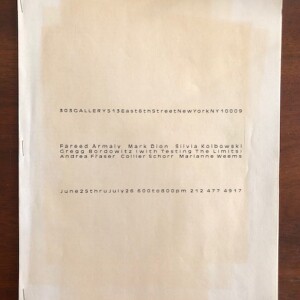 303GALLERY513East6thStreetNewYorkNY10009
Fareed Armaly Mark Dion Silvia Kolbowski
Gregg Bordowitz (with Testing The Limits)
Andrea Fraser Collier Schorr Marianne Weems
June23thruJuly26 600to800pm 212 477 4917